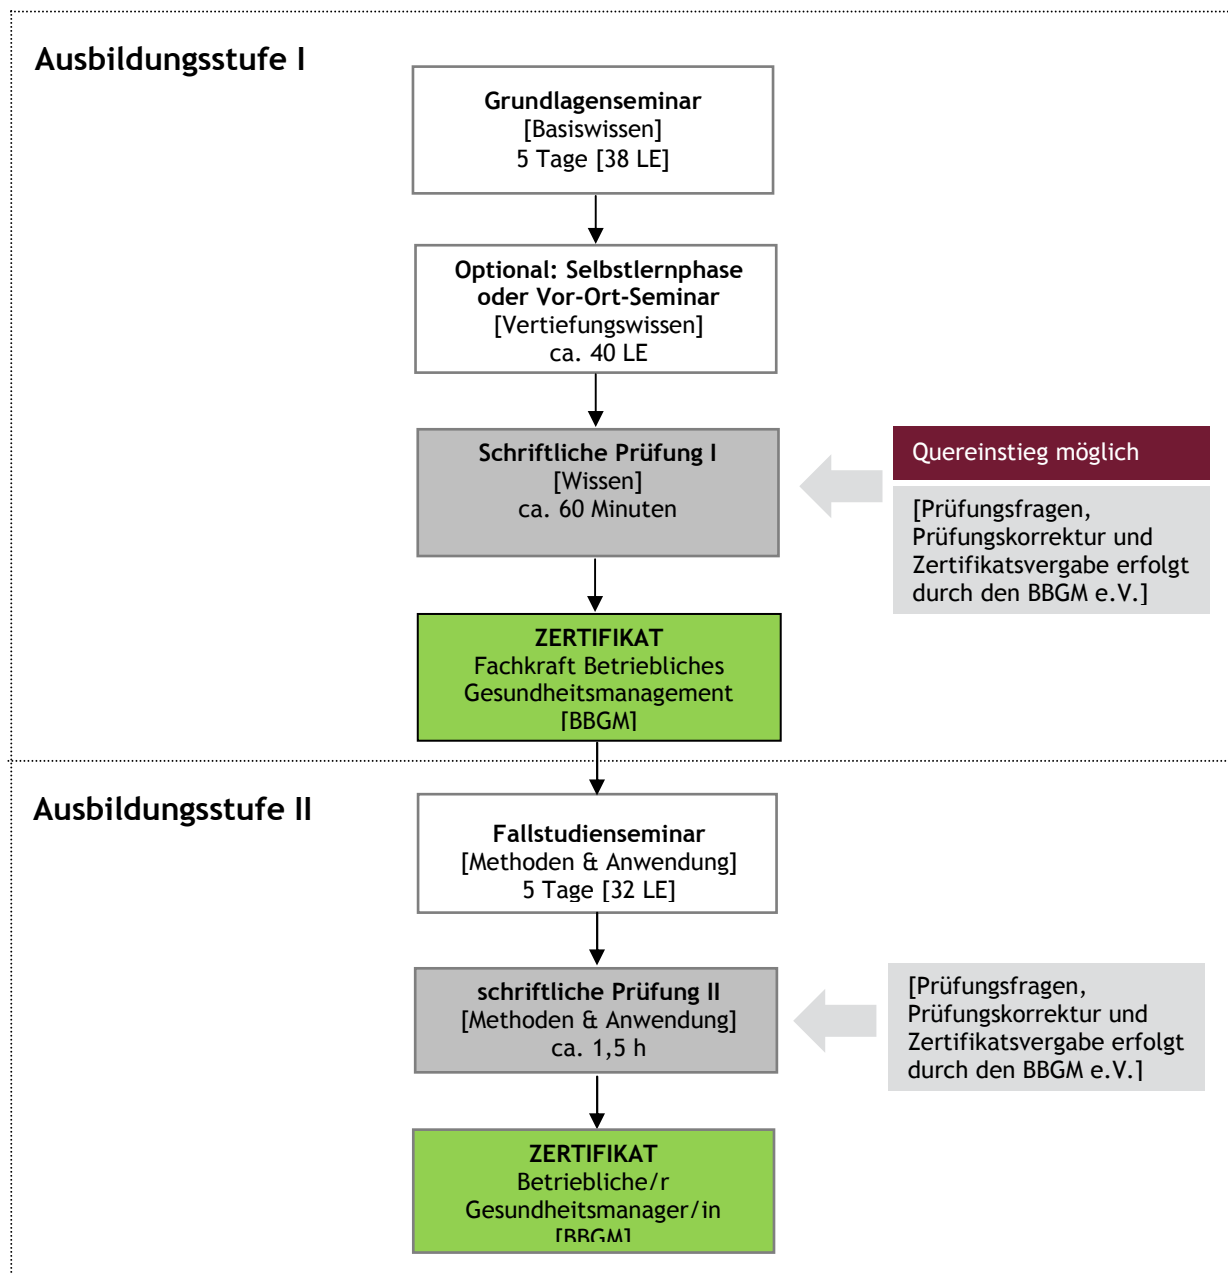 Ausbildungsstufe I
Grundlagenseminar
[Basiswissen]
5 Tage [38 LE]
Optional: Selbstlernphase
oder Vor-Ort-Seminar
[Vertiefungswissen]
ca. 40 LE
Schriftliche Prüfung I
[Wissen]
ca. 60 Minuten
Quereinstieg möglich
[Prüfungsfragen,
Prüfungskorrektur und
Zertifikatsvergabe erfolgt
durch den BBGM e.V.]
ZERTIFIKAT
Fachkraft Betriebliches
Gesundheitsmanagement
[BBGM]
Ausbildungsstufe II
Fallstudienseminar
[Methoden & Anwendung]
5 Tage [32 LE]
schriftliche Prüfung II
[Methoden & Anwendung]
ca. 1,5 h
[Prüfungsfragen,
Prüfungskorrektur und
Zertifikatsvergabe erfolgt
durch den BBGM e.V.]
ZERTIFIKAT
Betriebliche/r
Gesundheitsmanager/in
[BBGM]